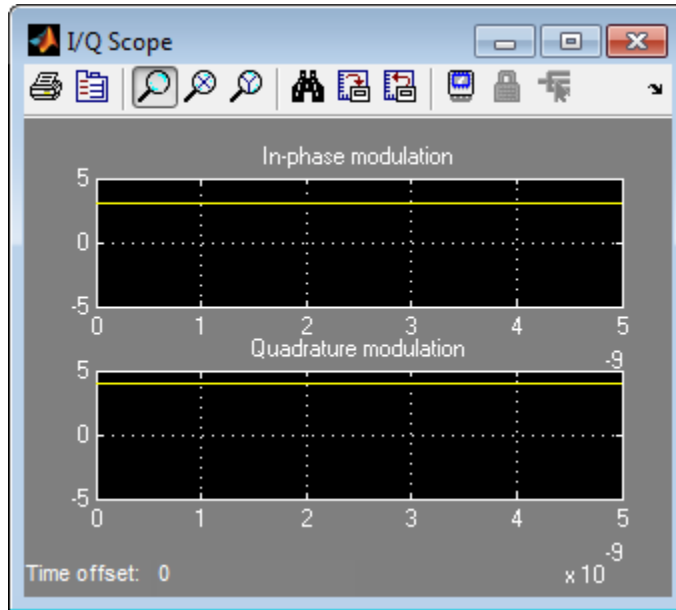 I/Q Scope
In-phase modulation
5
0
-5
0 1 2 3 4 5
-9
Quadrature modulation
5
0
-5
0 1 2 3 4 5
-9
Time offset: 0 x 10